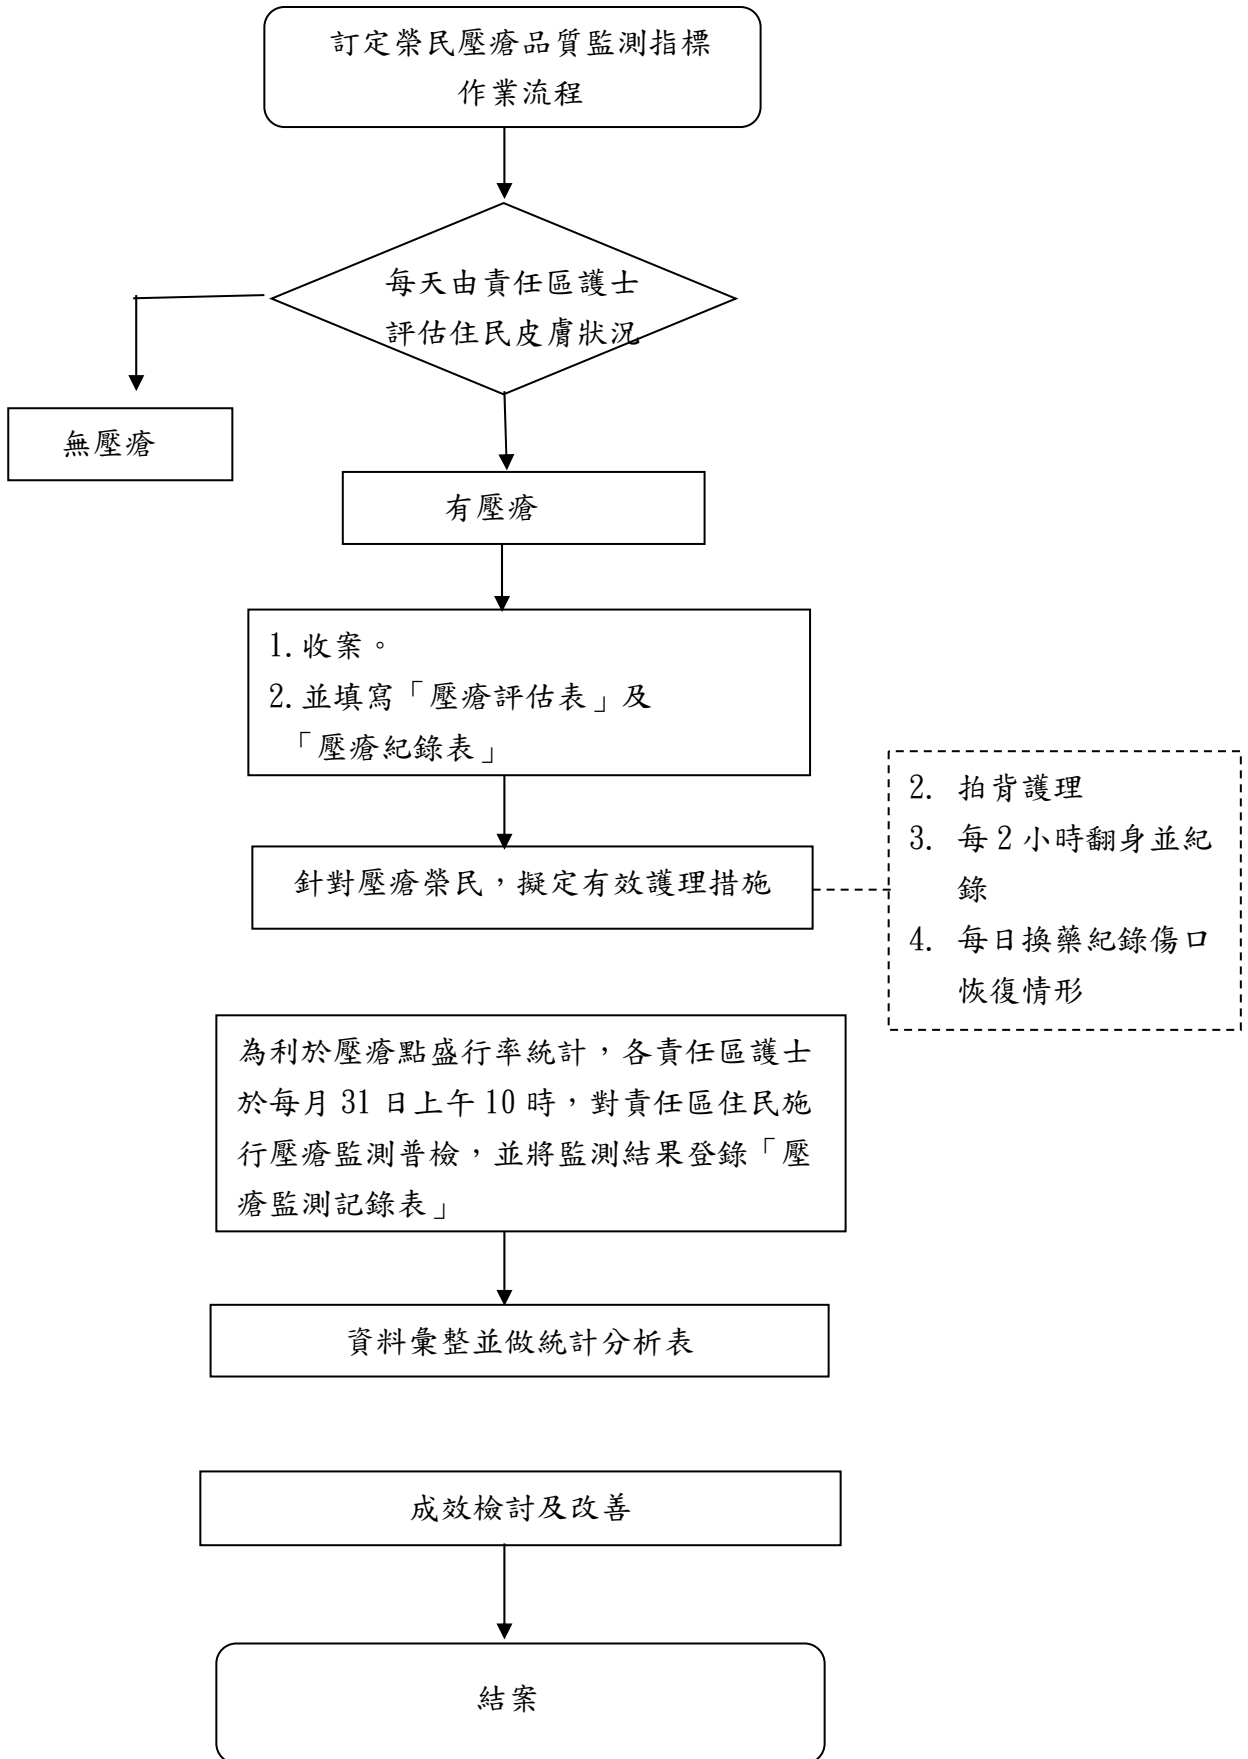 訂定榮民壓瘡品質監測指標
作業流程
每天由責任區護士
評估住民皮膚狀況
無壓瘡
有壓瘡
1.收案。
2.並填寫「壓瘡評估表」及
「壓瘡紀錄表」
針對壓瘡榮民，擬定有效護理措施
2. 拍背護理
3. 每 2 小時翻身並紀
錄
4. 每日換藥紀錄傷口
恢復情形
為利於壓瘡點盛行率統計，各責任區護士
於每月 31 日上午 10 時，對責任區住民施
行壓瘡監測普檢，並將監測結果登錄「壓
瘡監測記錄表」
資料彙整並做統計分析表
成效檢討及改善
結案